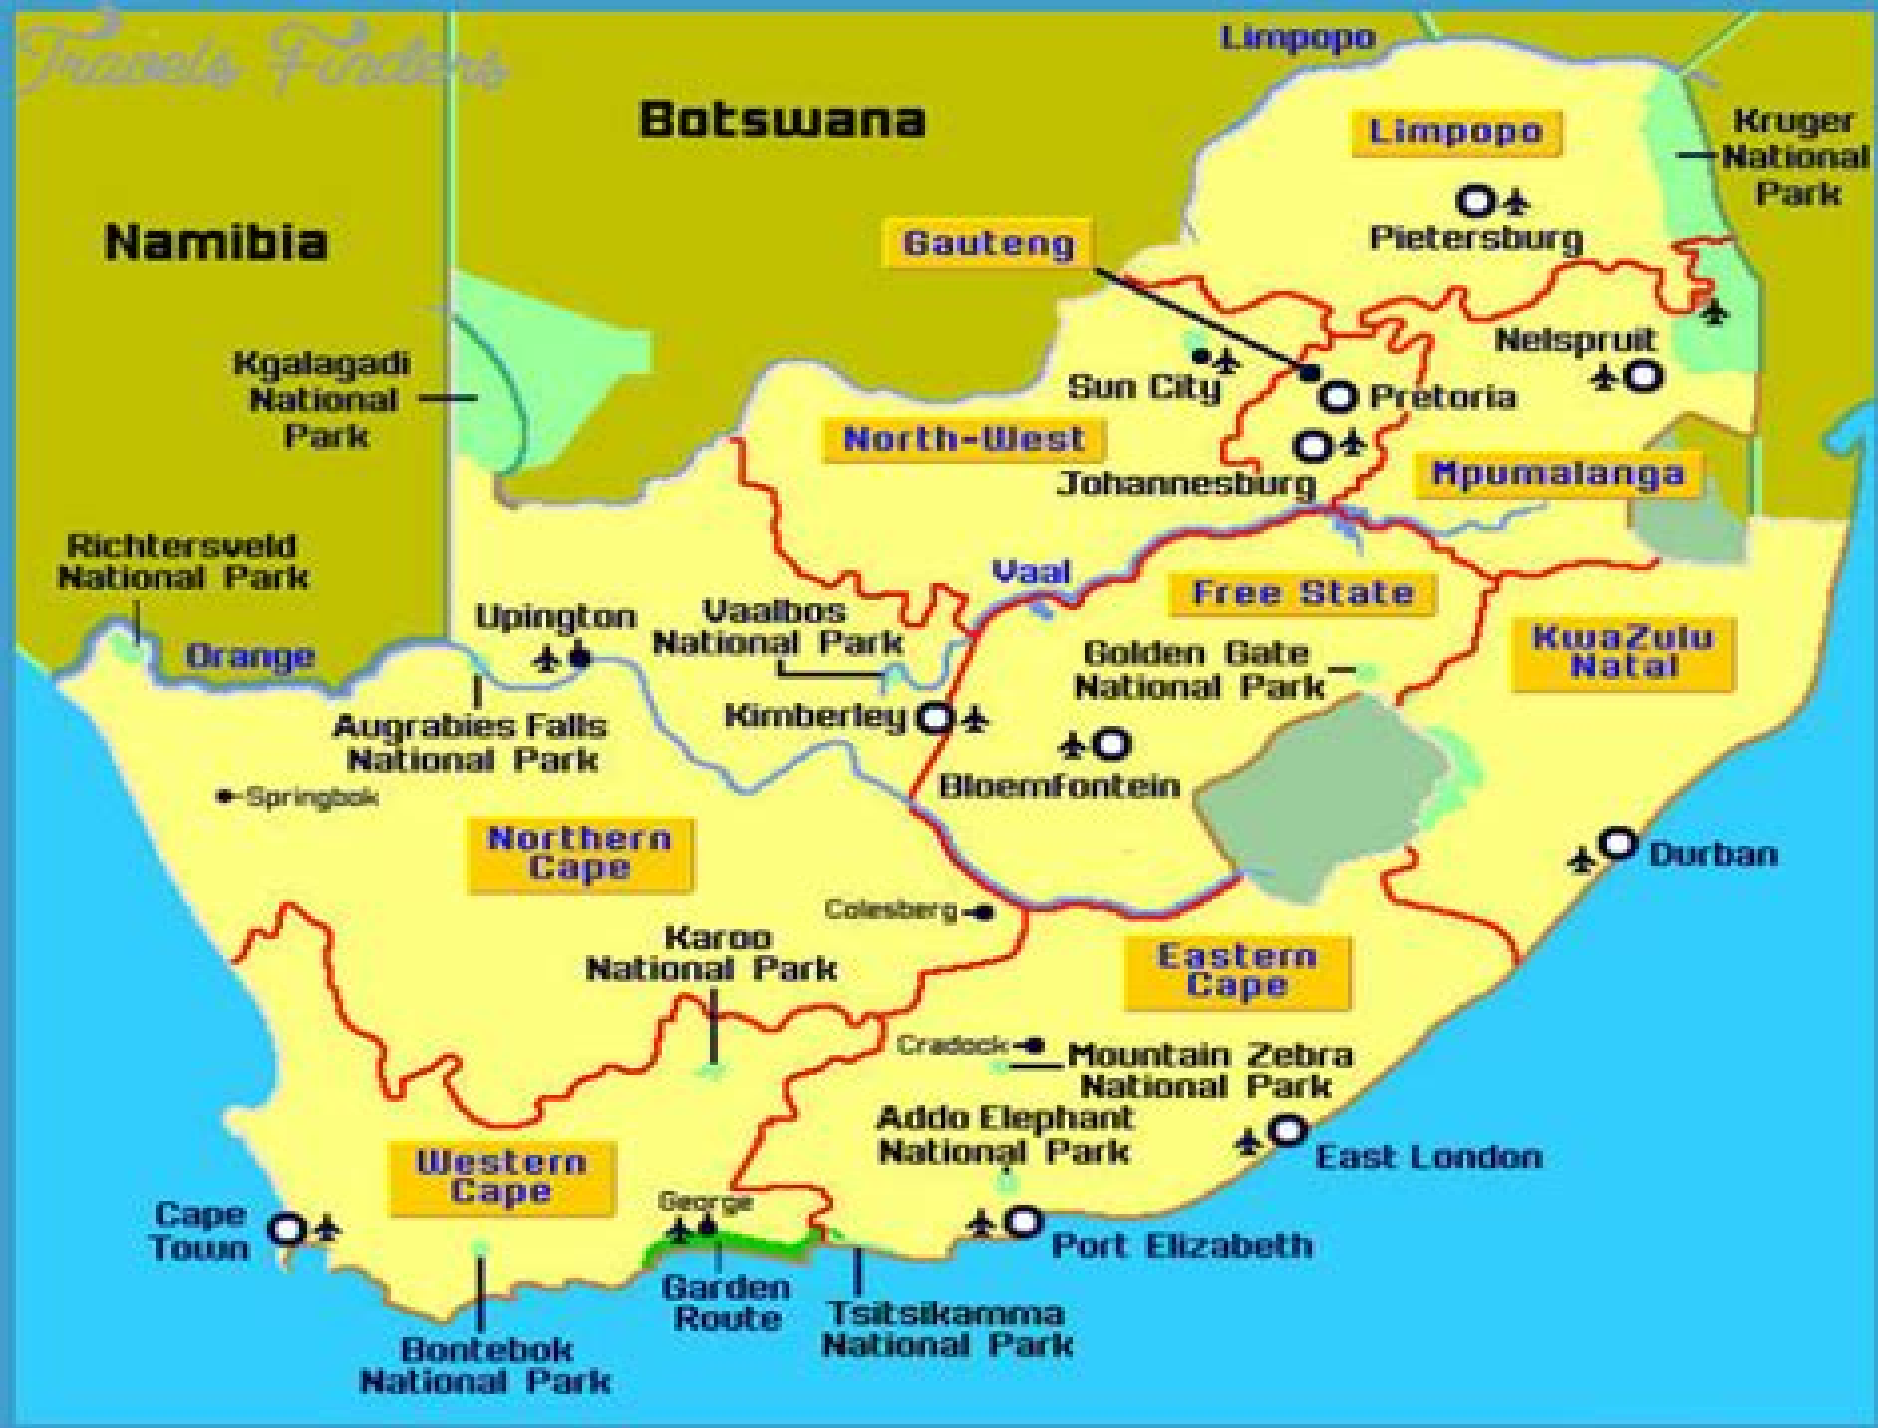 Travels Finders
Limpopo
Botswana
Limpopo
Kruger
National
Park
Namibia
Pietersburg
Gauteng
Kgalagadi
National
Park
Nelspruit
Sun City
Pretoria
North-West
Johannesburg
Mpumalanga
Richtersveld
National Park
Vaal
Free State
Upington
Vaalbos
National Park
KwaZulu
Natal
Orange
Golden Gate
National Park
Augrabies Falls
National Park
Kimberley
Bloemfontein
Springbok
Northern
Cape
Durban
Colesberg
Karoo
National Park
Eastern
Cape
Cradock
Mountain Zebra
National Park
Addo Elephant
National Park
East London
Western
Cape
George
Cape
Town
Port Elizabeth
Garden
Route
Tsitsikamma
National Park
Bontebok
National Park